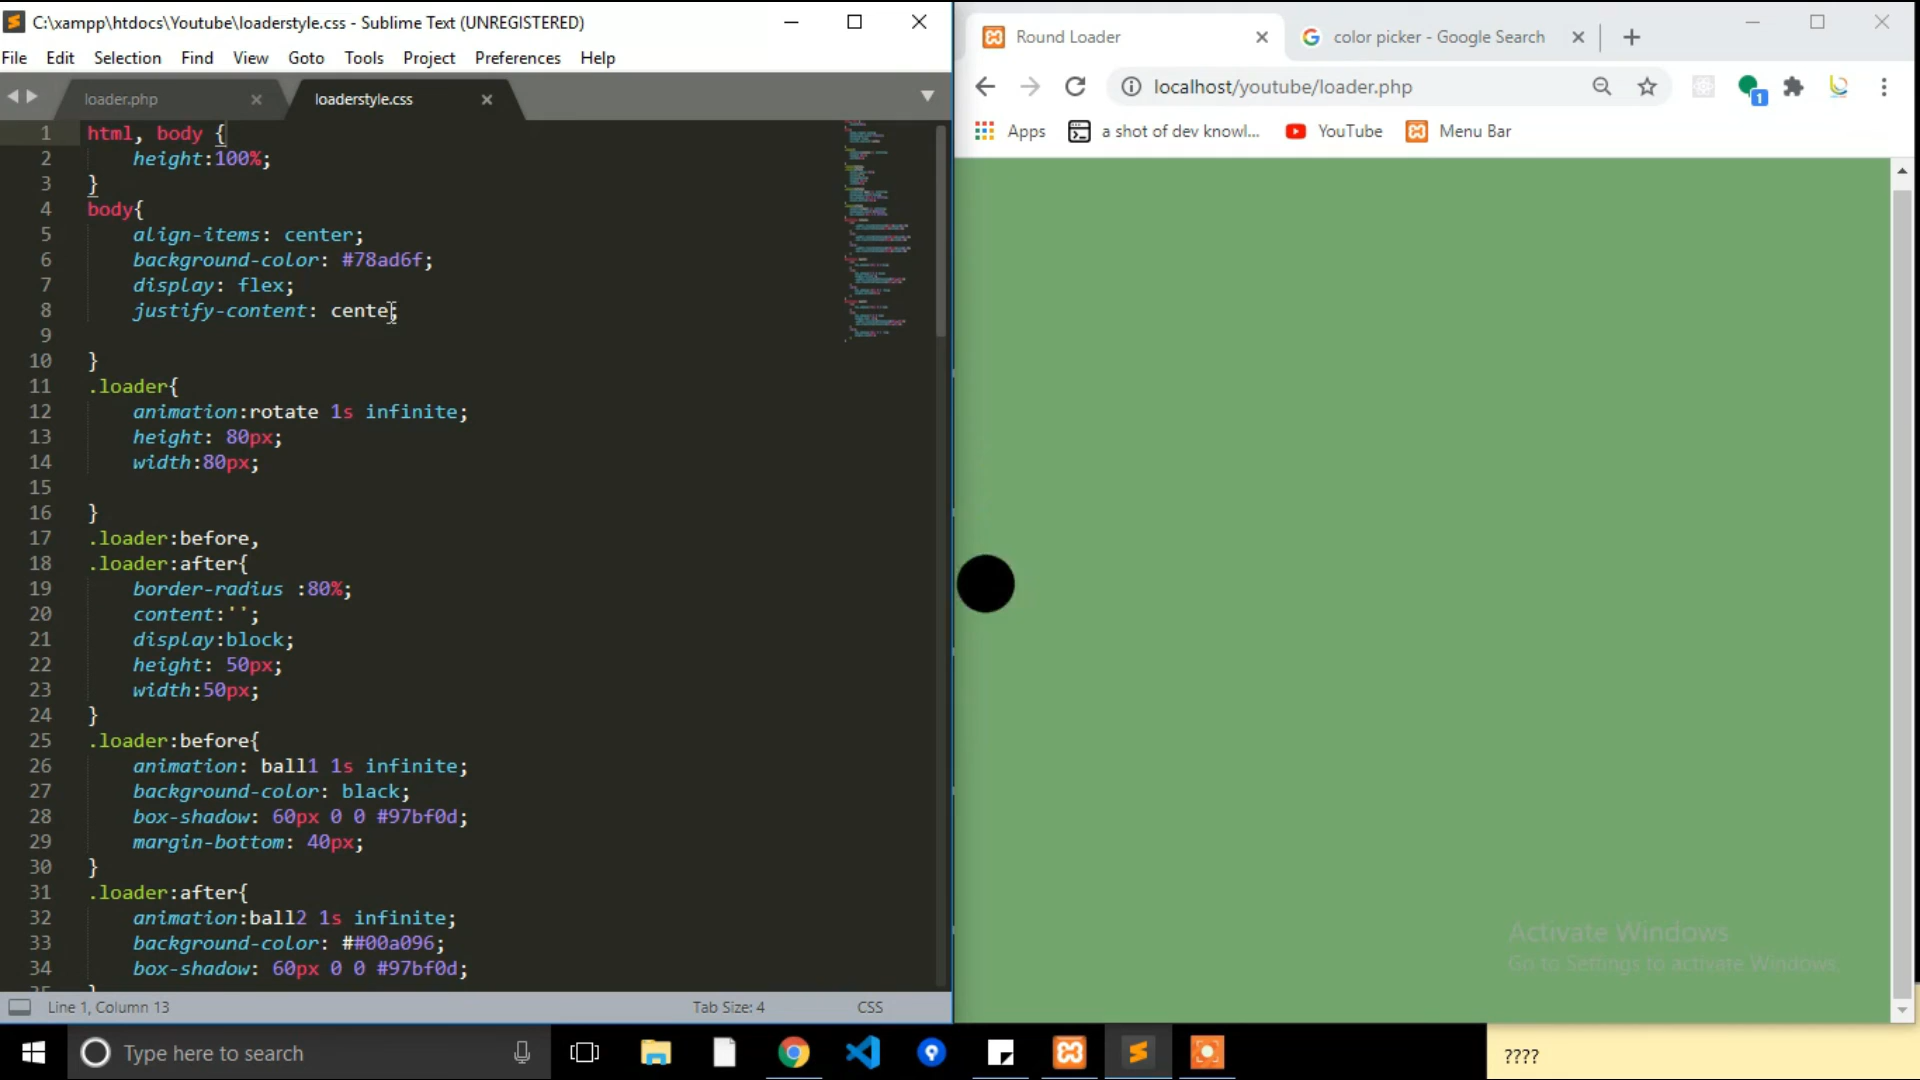 C:\xampp\htdocs\Youtube\loaderstyle.css - Sublime Text (UNREGISTERED)
File Edit Selection Find View Goto Tools Project Preferences Help
loader.php loaderstyle.css
1 html, body {
2 height:100%;
3 }
4 body{
5 align-items: center;
6 background-color: #78ad6f;
7 display: flex;
8 justify-content: cente;
9
10 }
11 .loader{
12 animation:rotate 1s infinite;
13 height: 80px;
14 width:80px;
15
16 }
17 .loader:before,
18 .loader:after{
19 border-radius :80%;
20 content:'';
21 display:block;
22 height: 50px;
23 width:50px;
24 }
25 .loader:before{
26 animation: ball1 1s infinite;
27 background-color: black;
28 box-shadow: 60px 0 0 #97bf0d;
29 margin-bottom: 40px;
30 }
31 .loader:after{
32 animation:ball2 1s infinite;
33 background-color: ##00a096;
34 box-shadow: 60px 0 0 #97bf0d;
Line 1, Column 13 Tab Size: 4 CSS
Round Loader color picker - Google Search
localhost/youtube/loader.php
1
Apps a shot of dev knowl... YouTube Menu Bar
Activate Windows
Go to Settings to activate Windows.
Type here to search
????